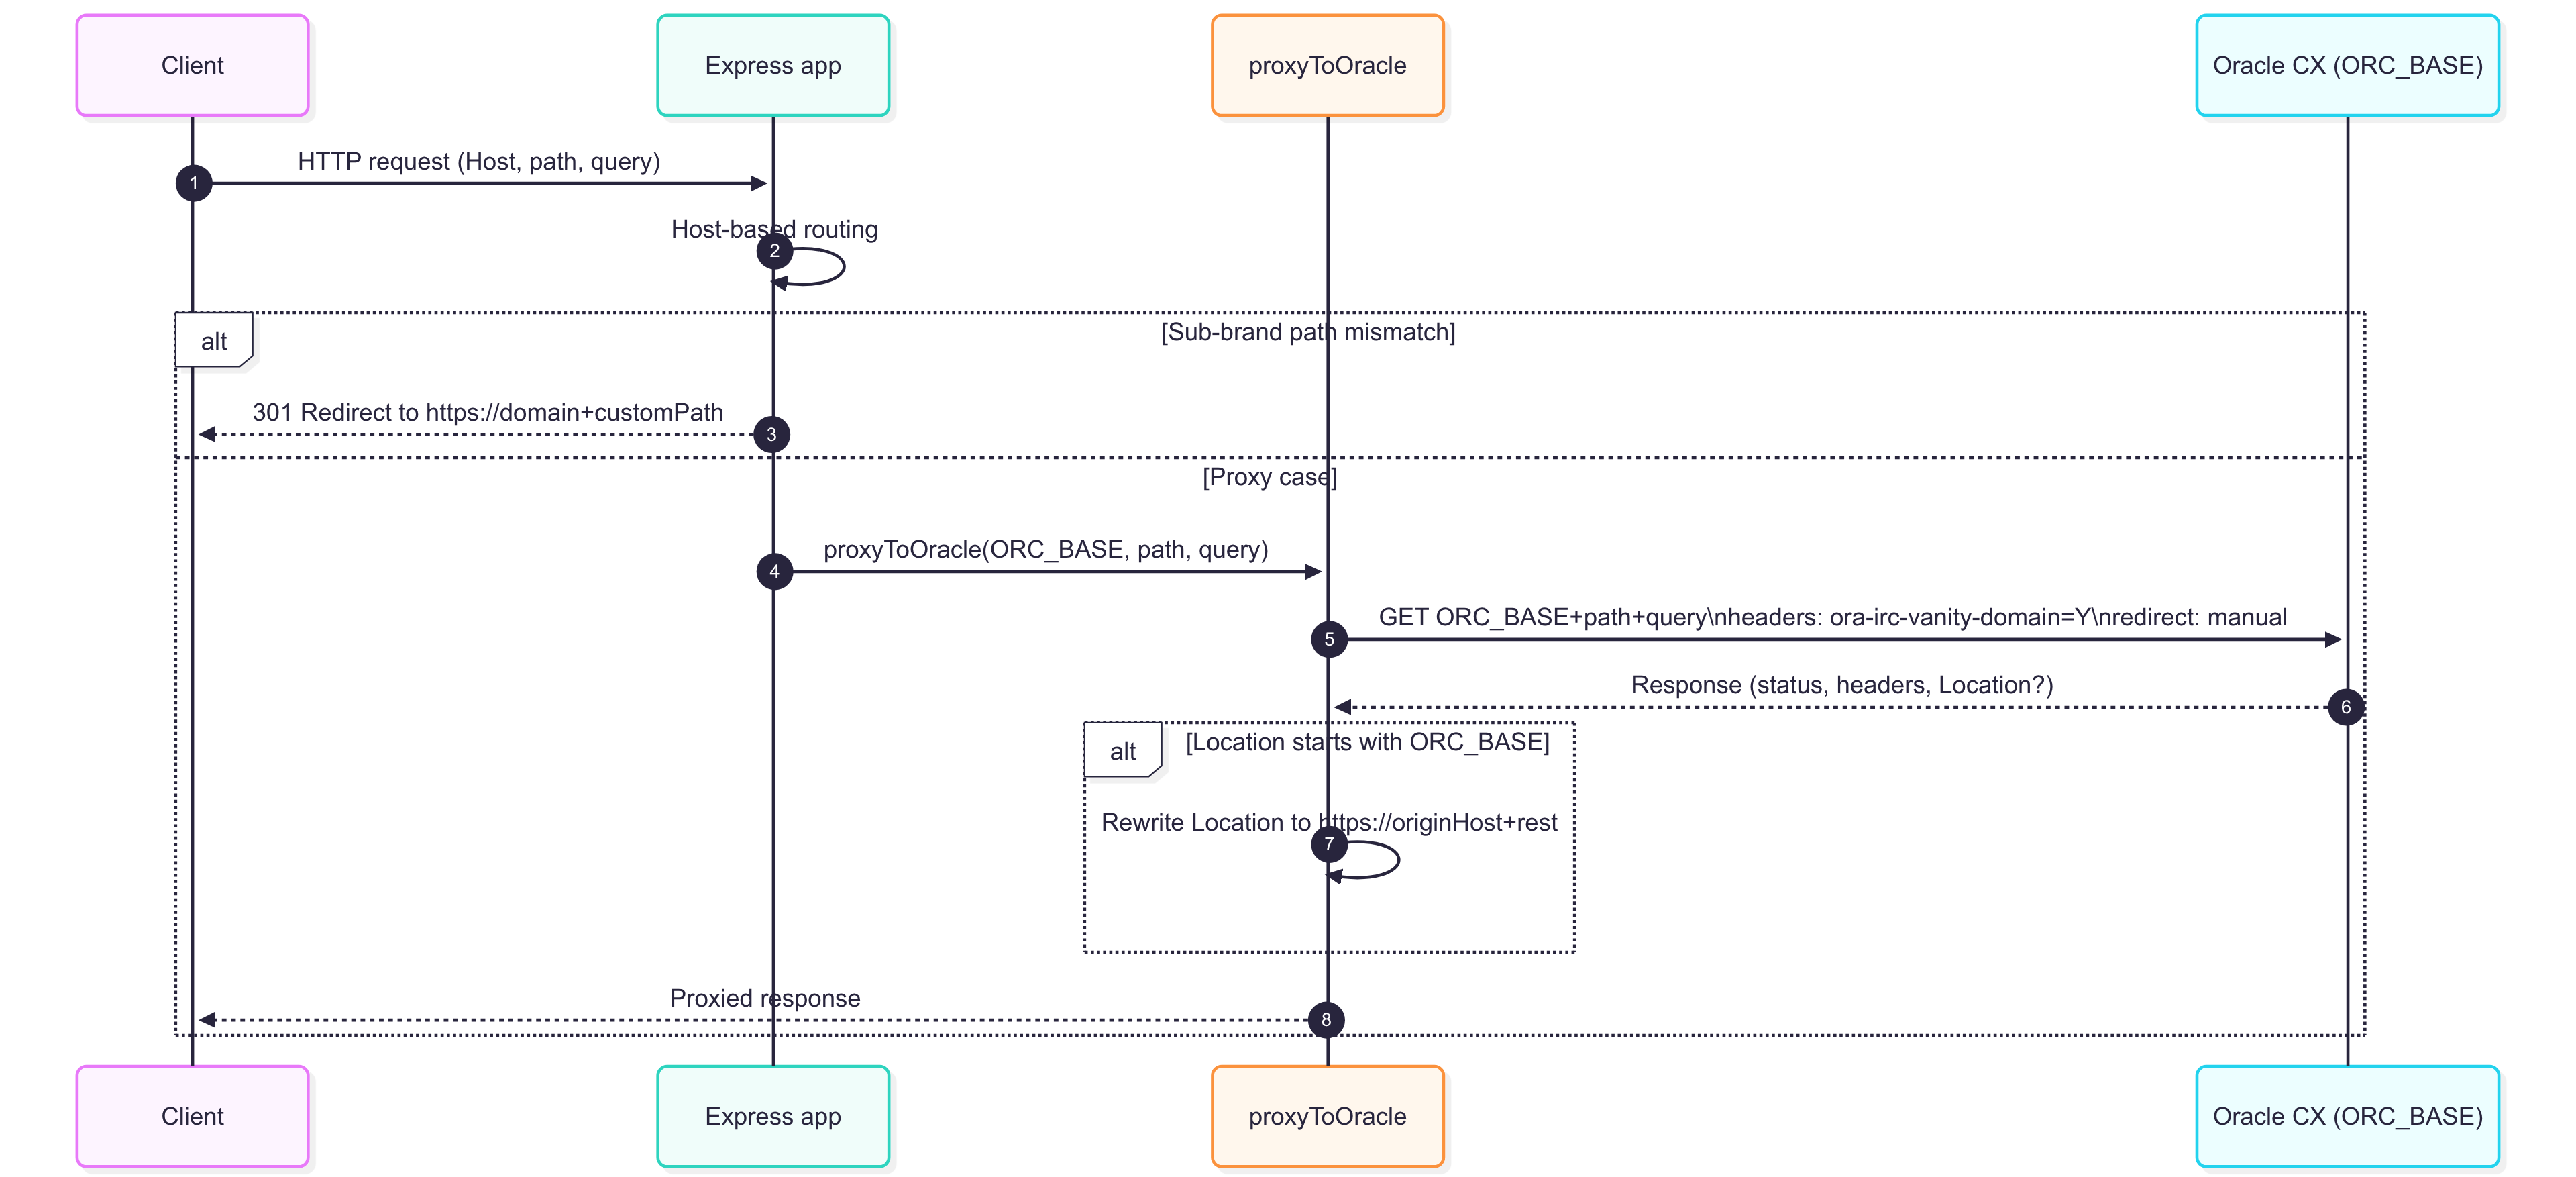 Client
Express app
proxyToOracle
Oracle CX (ORC_BASE)
HTTP request (Host, path, query)
1
Host-based routing
2
alt
[Sub-brand path mismatch]
301 Redirect to https://domain+customPath
3
[Proxy case]
proxyToOracle(ORC_BASE, path, query)
4
GET ORC_BASE+path+query\nheaders: ora-irc-vanity-domain=Y\nredirect: manual
5
Response (status, headers, Location?)
6
alt
[Location starts with ORC_BASE]
Rewrite Location to https://originHost+rest
7
Proxied response
8
Client
Express app
proxyToOracle
Oracle CX (ORC_BASE)